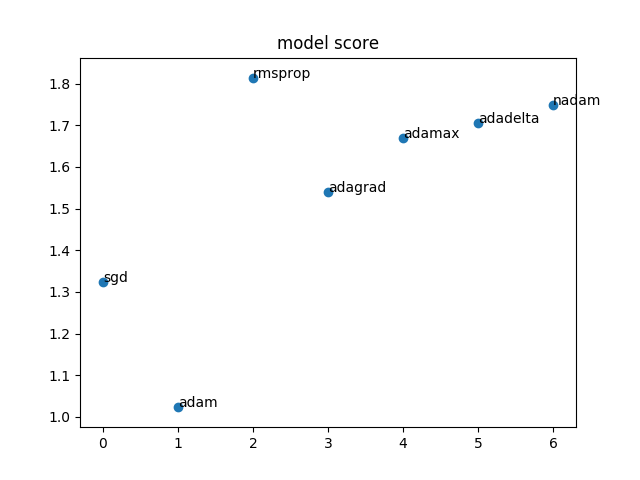 model score
1.8
1.7
1.6
1.5
1.4
1.3
1.2
1.1
1.0
rmsprop
nadam
adadelta
adamax
adagrad
sgd
adam
0 1 2 3 4 5 6